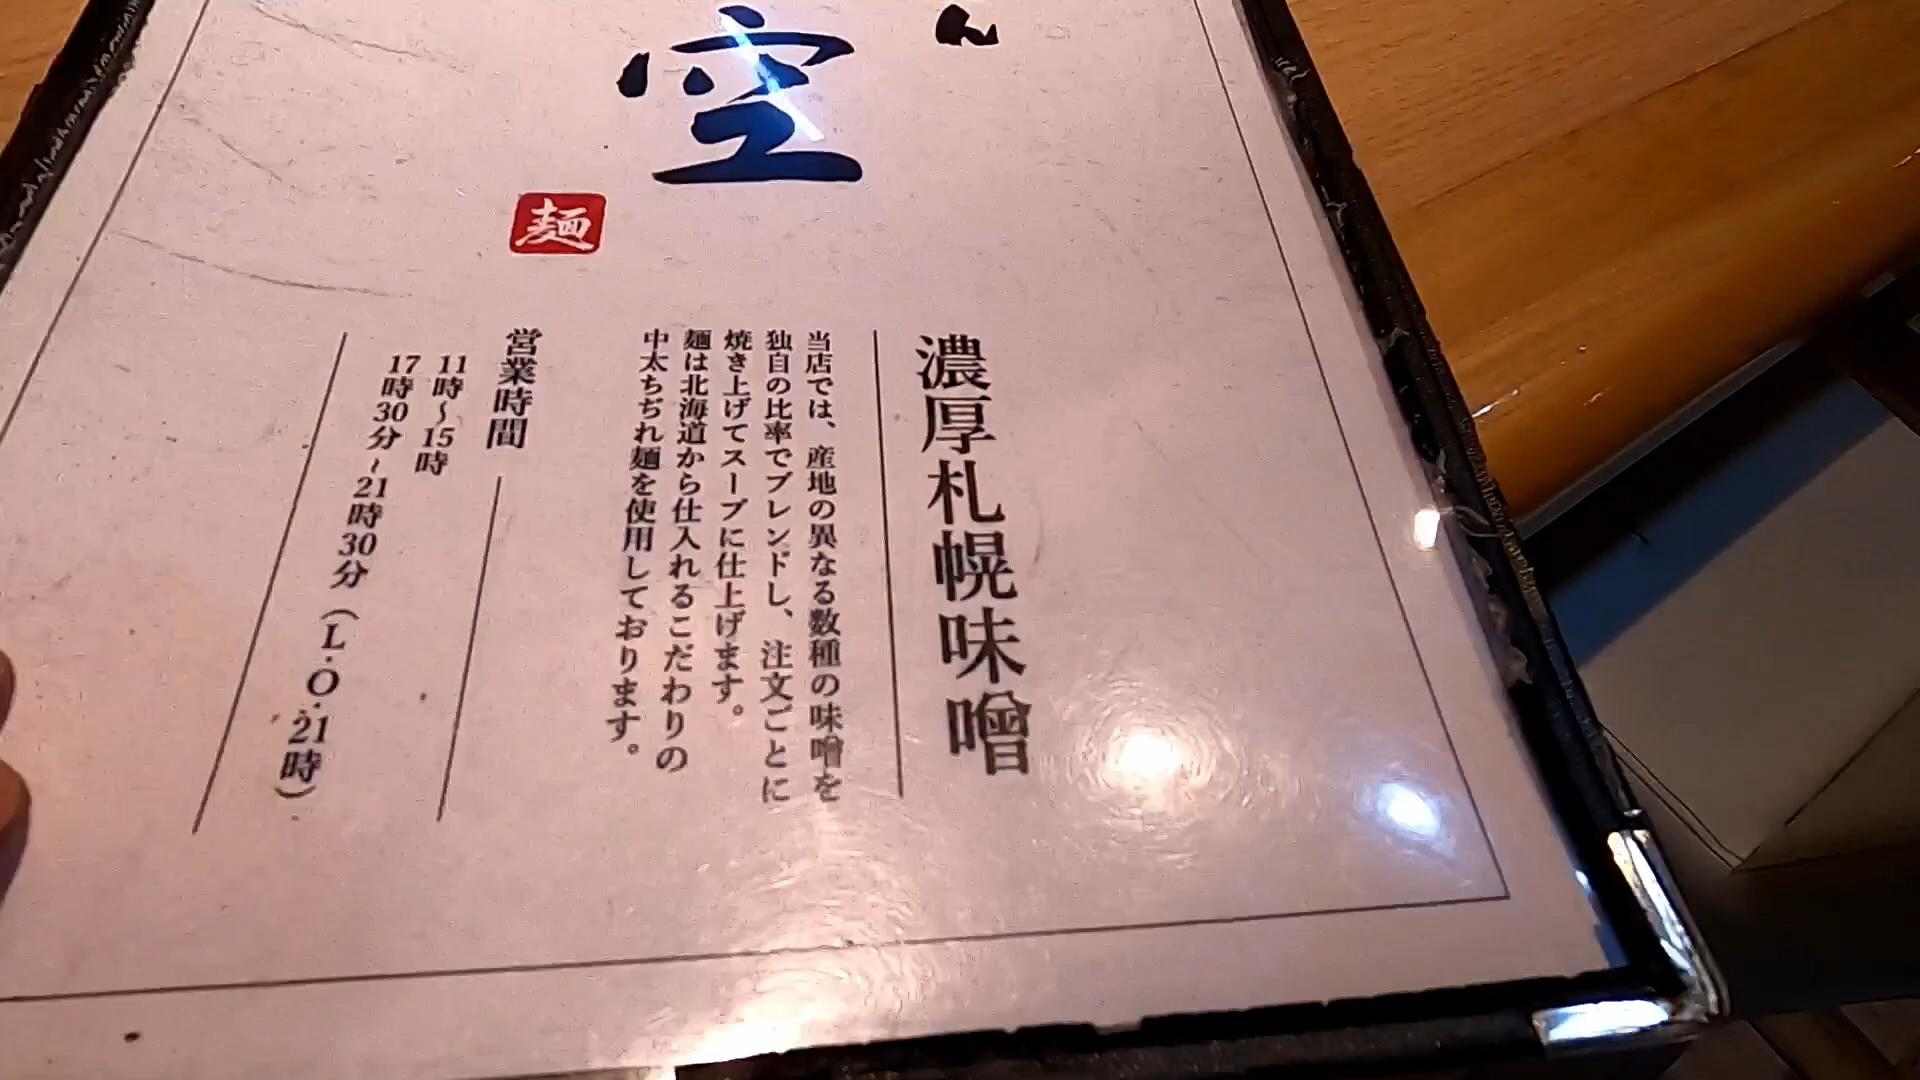 ん
空
麺
濃厚札幌味噌
当店では、産地の異なる数種の味噌を
独自の比率でブレンドし、注文ごとに
焼き上げてスープに仕上げます。
麺は北海道から仕入れるこだわりの
中太ちぢれ麺を使用しております。
営業時間
11時〜15時
17時30分〜21時30分（L.O.21時）